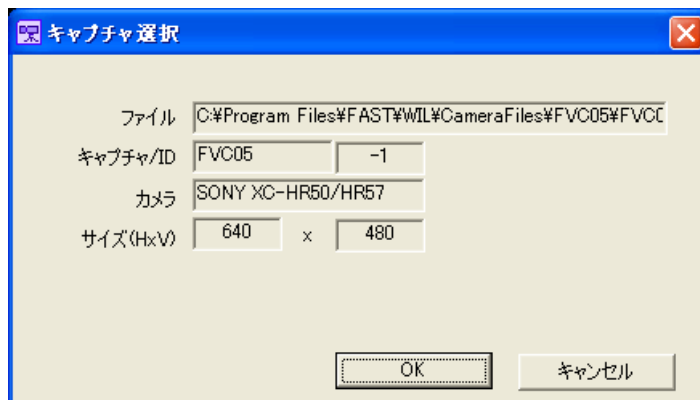 キャプチャ選択
ファイル C:¥Program Files¥FAST¥WIL¥CameraFiles¥FVC05¥FVC
キャプチャ/ID FVC05 -1
カメラ SONY XC-HR50/HR57
サイズ(HxV) 640 x 480
OK キャンセル